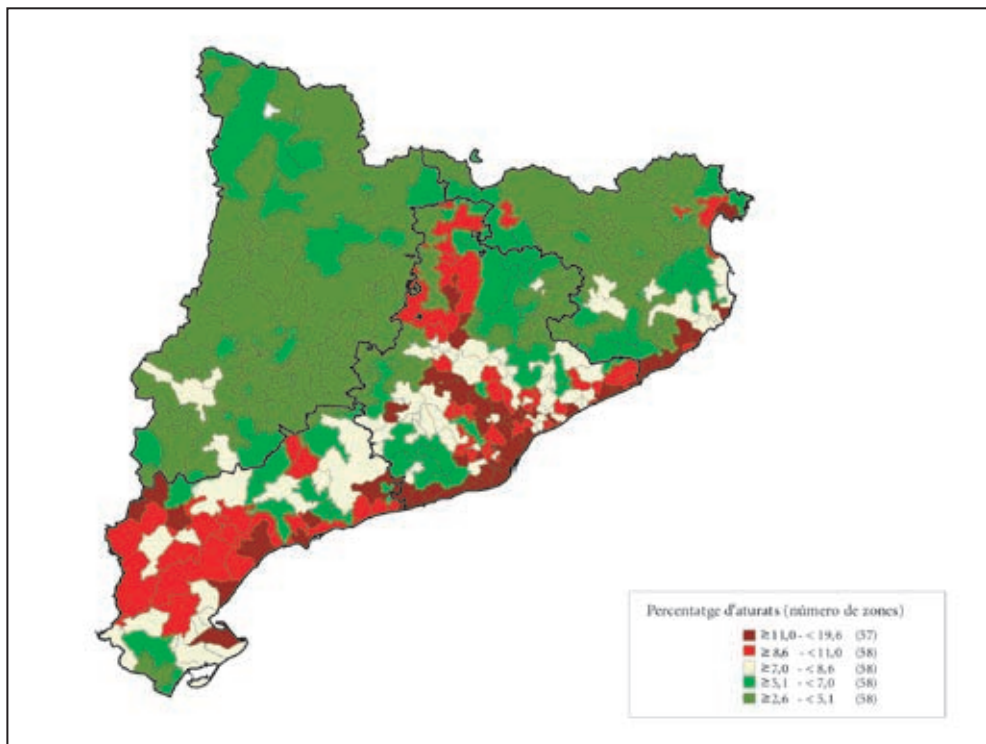 Percentatge d'aturats (número de zones)
≥11,0 - < 19,6 (57)
≥8,6 - < 11,0 (58)
≥7,0 - < 8,6 (58)
≥5,1 - < 7,0 (58)
≥2,6 - < 5,1 (58)